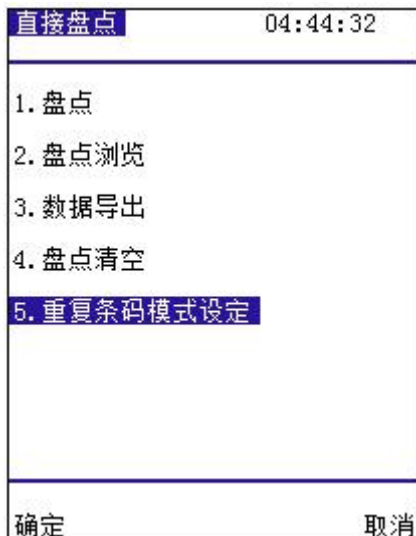 直接盘点 04:44:32
1.盘点
2.盘点浏览
3.数据导出
4.盘点清空
5.重复条码模式设定
确定 取消